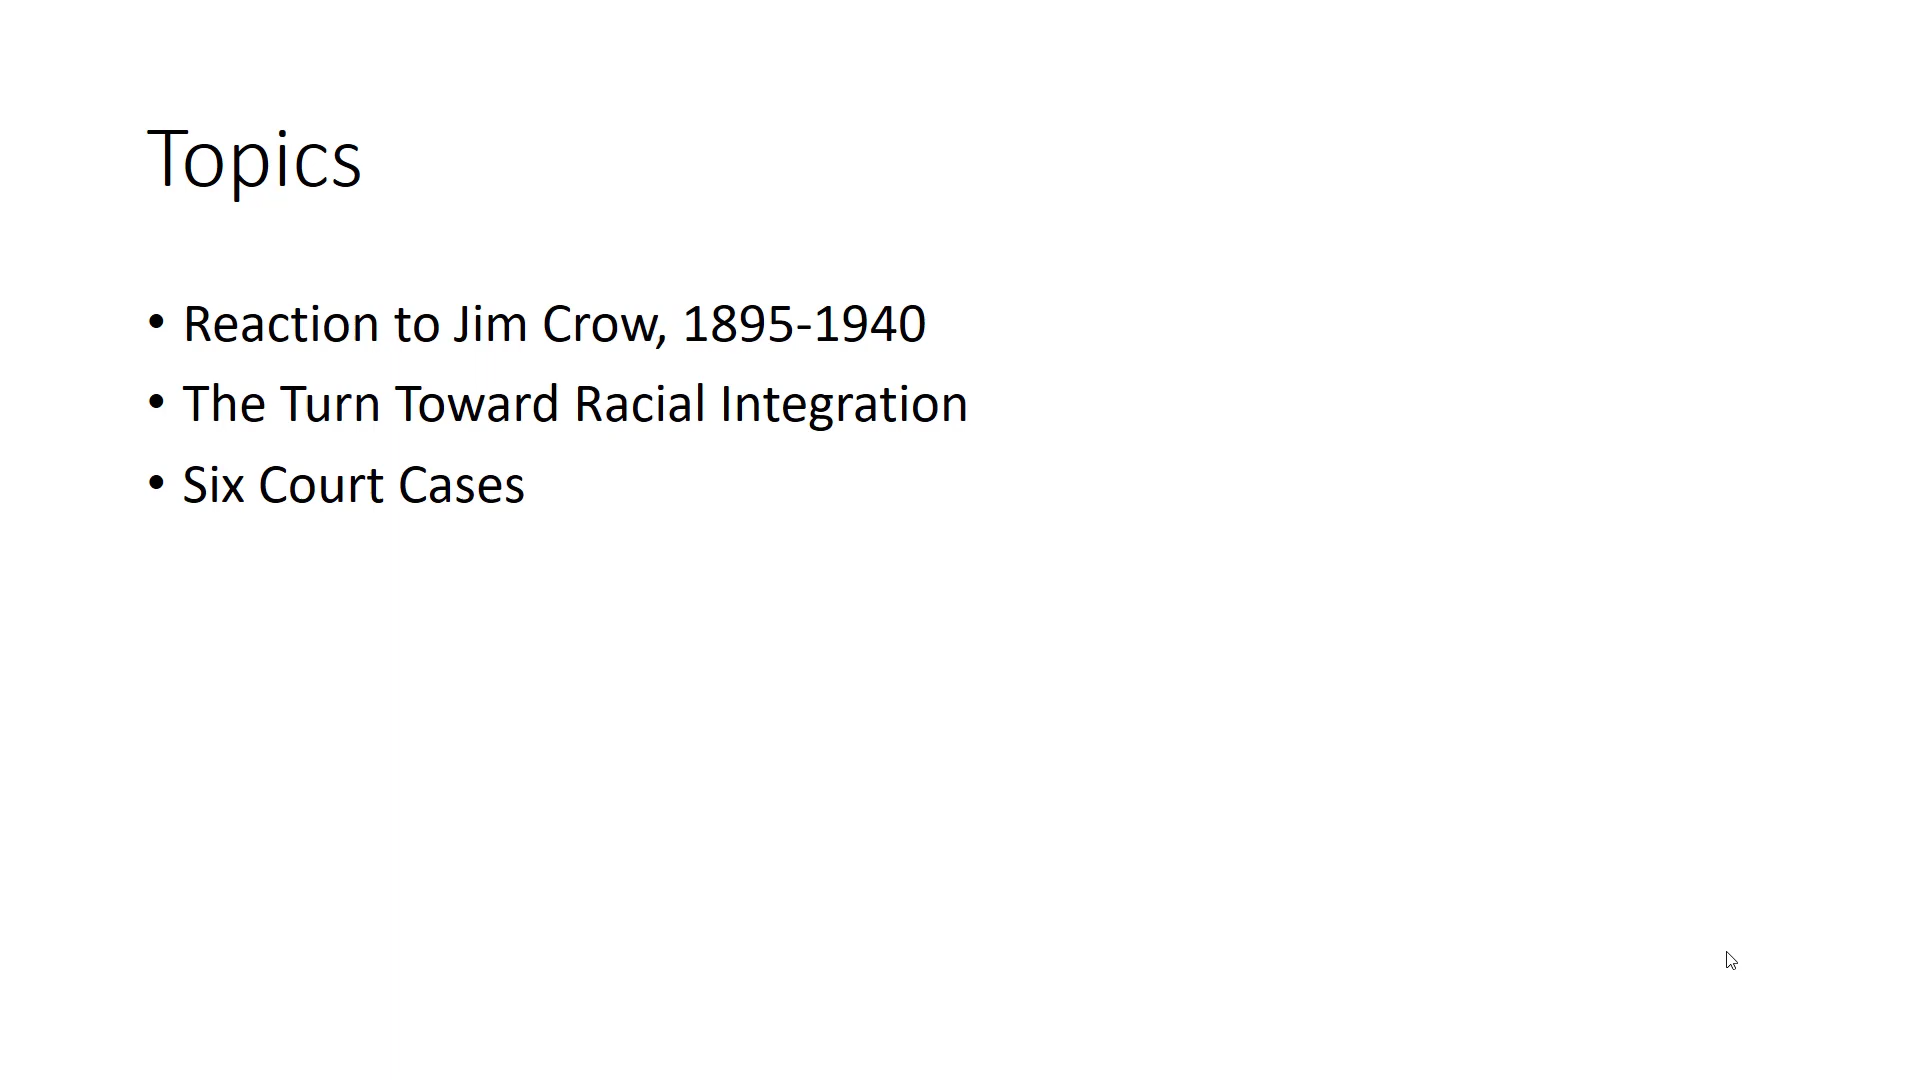 Topics
• Reaction to Jim Crow, 1895-1940
• The Turn Toward Racial Integration
• Six Court Cases